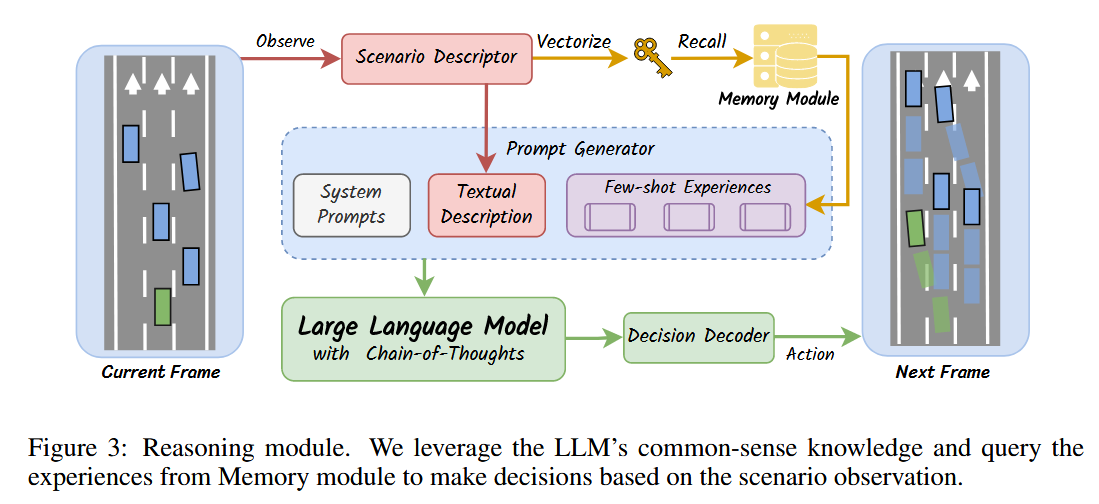 Observe
Scenario Descriptor
Vectorize
Recall
Memory Module
Prompt Generator
System
Prompts
Textual
Description
Few-shot Experiences
Large Language Model
with Chain-of-Thoughts
Decision Decoder
Action
Current Frame
Next Frame
Figure 3: Reasoning module. We leverage the LLM's common-sense knowledge and query the
experiences from Memory module to make decisions based on the scenario observation.